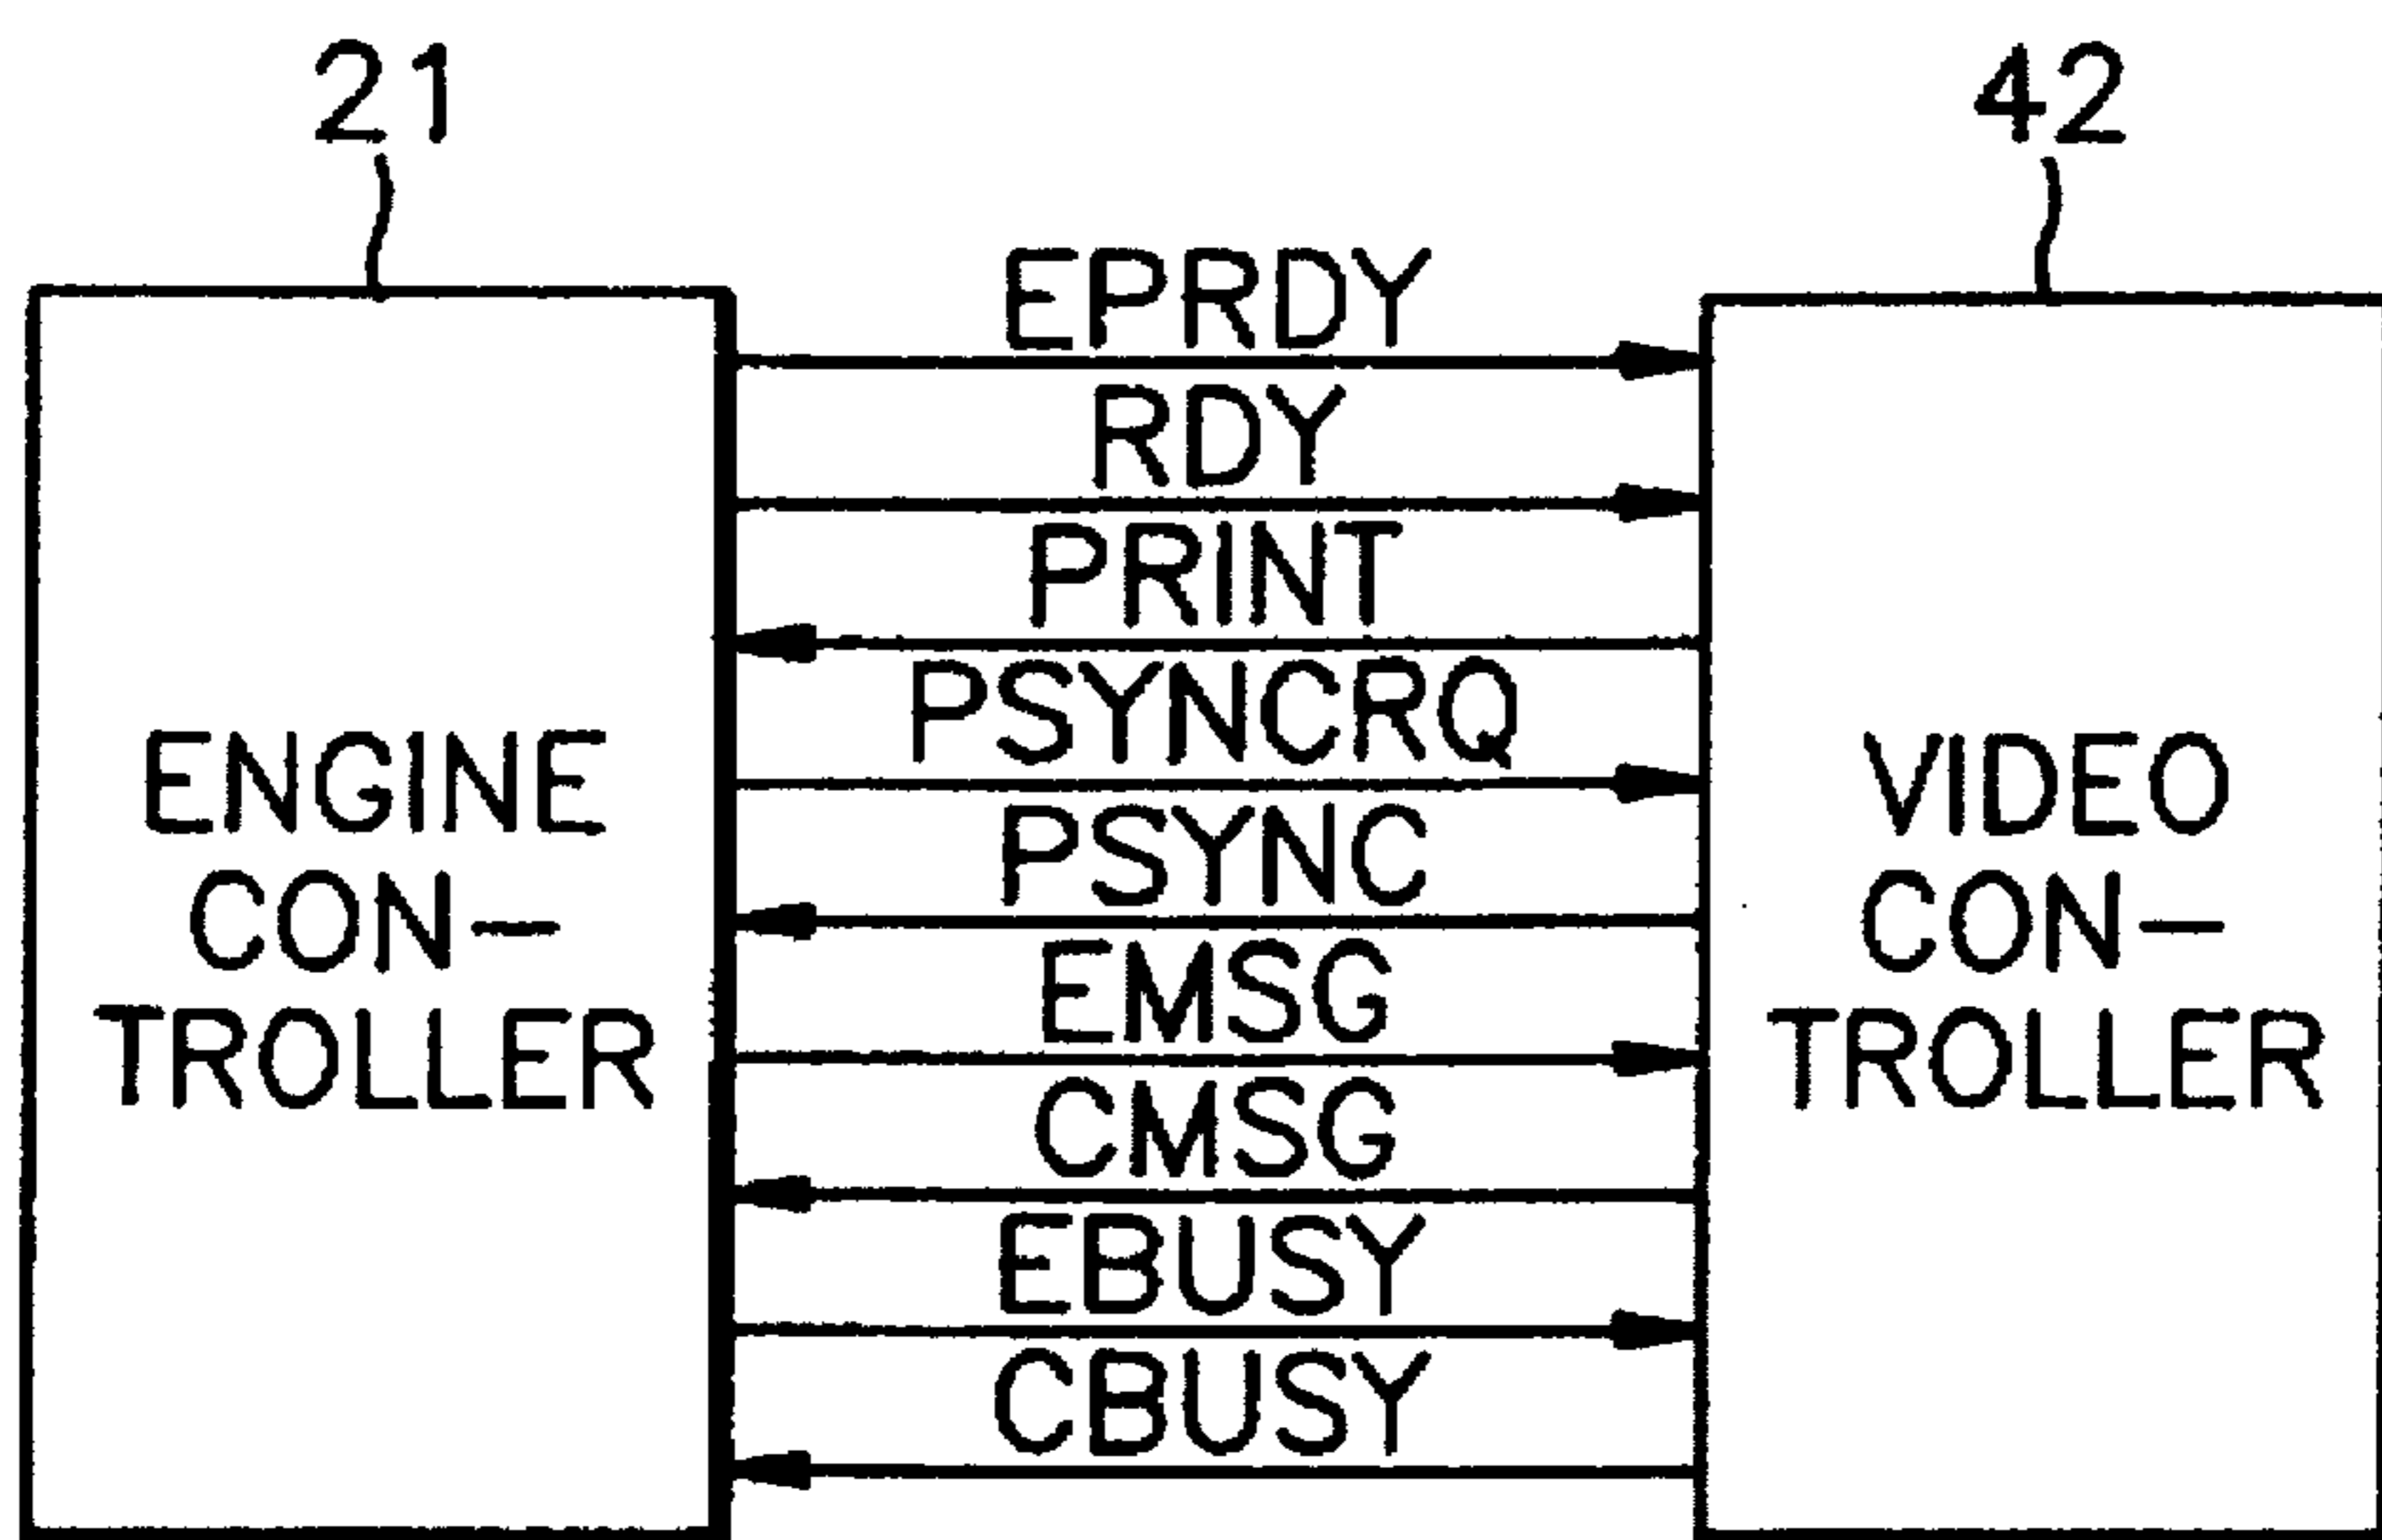 21
42
EPRDY
RDY
PRINT
PSYNCRQ
PSYNC
EMSG
CMSG
EBUSY
CBUSY
ENGINE
CON-
TROLLER
VIDEO
CON-
TROLLER